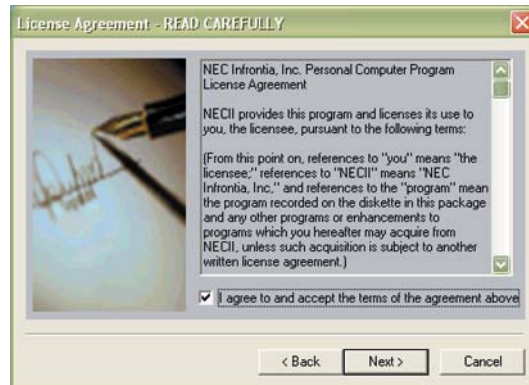 License Agreement - READ CAREFULLY
NEC Infrontia, Inc. Personal Computer Program
License Agreement
NECII provides this program and licenses its use to
you, the licensee, pursuant to the following terms:
(From this point on, references to "you" means "the
licensee;" references to "NECII" means "NEC
Infrontia, Inc," and references to the "program" mean
the program recorded on the diskette in this package
and any other programs or enhancements to
programs which you hereafter may acquire from
NECII, unless such acquisition is subject to another
written license agreement.)
I agree to and accept the terms of the agreement above
< Back
Next >
Cancel